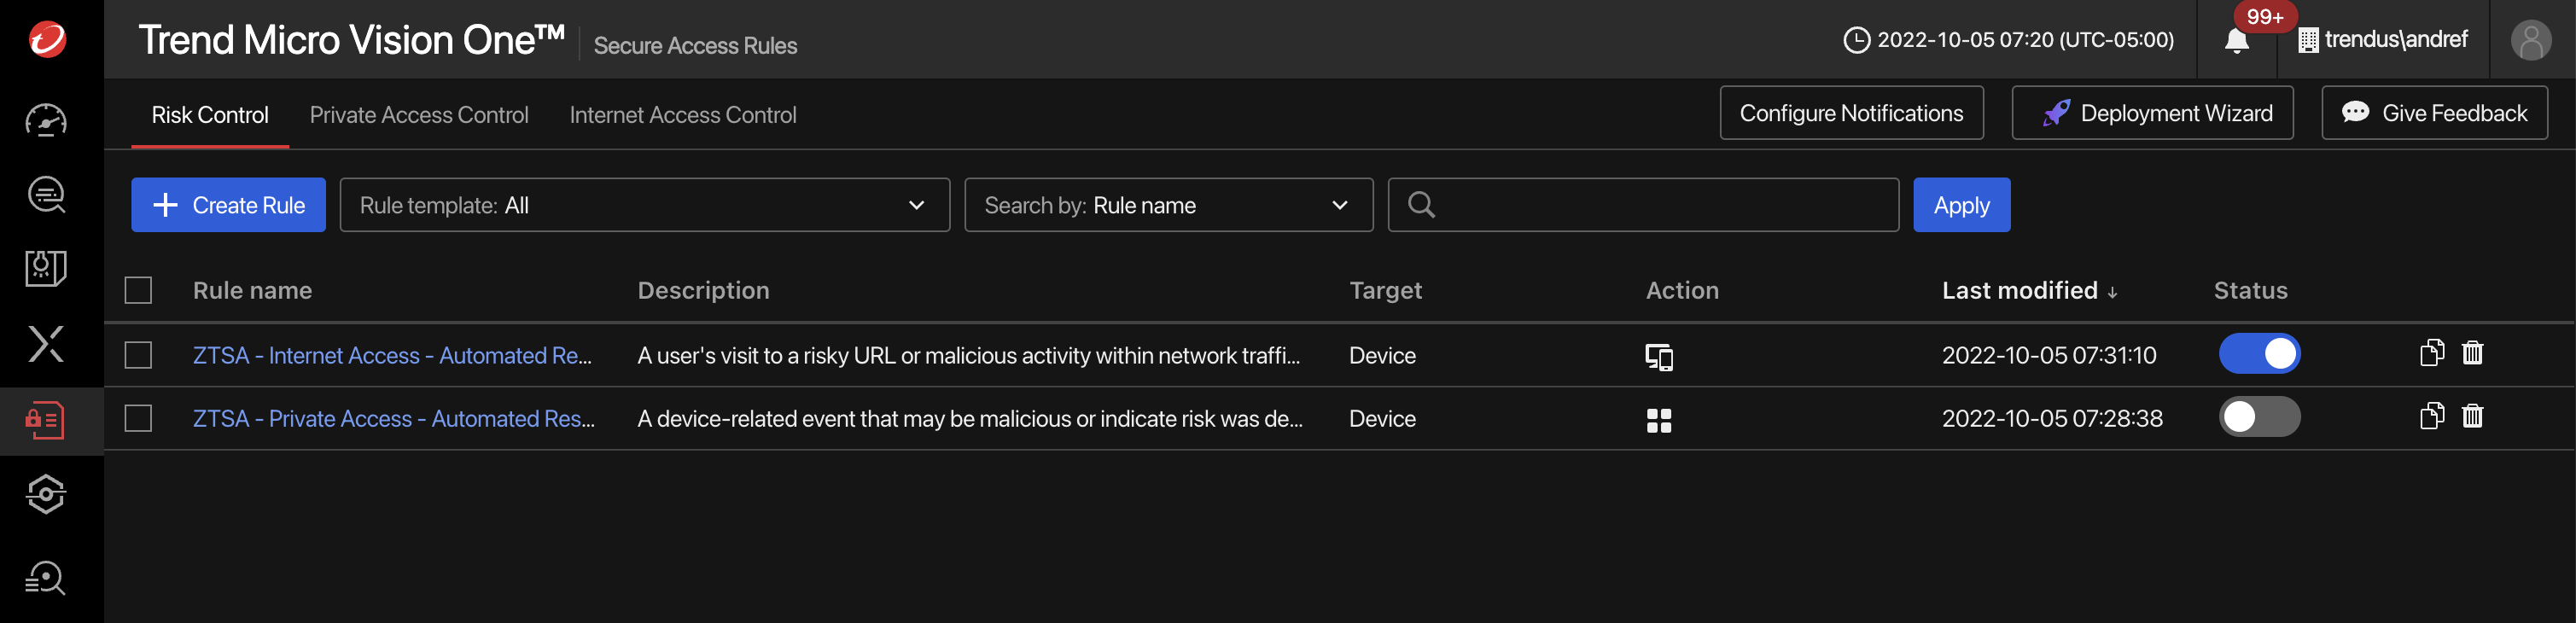 Trend Micro Vision One™ Secure Access Rules 2022-10-05 07:20 (UTC-05:00) 99+ trendus\andref
Risk Control Private Access Control Internet Access Control Configure Notifications Deployment Wizard Give Feedback
Create Rule Rule template: All Search by: Rule name Apply
Rule name Description Target Action Last modified ↓ Status
ZTSA - Internet Access - Automated Re... A user's visit to a risky URL or malicious activity within network traffi... Device 2022-10-05 07:31:10
ZTSA - Private Access - Automated Res... A device-related event that may be malicious or indicate risk was de... Device 2022-10-05 07:28:38